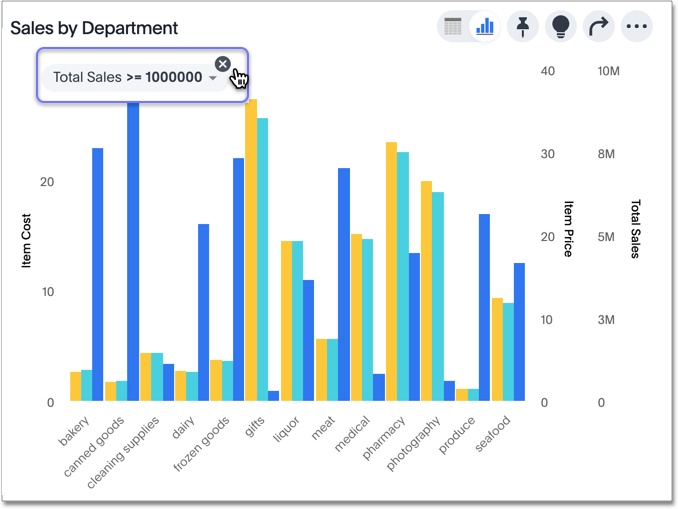 Sales by Department
Total Sales >= 1000000
Item Cost
20
10
0
40
30
20
10
0
Item Price
10M
8M
5M
3M
0
Total Sales
bakery
canned goods
cleaning supplies
dairy
frozen goods
gifts
liquor
meat
medical
pharmacy
photography
produce
seafood